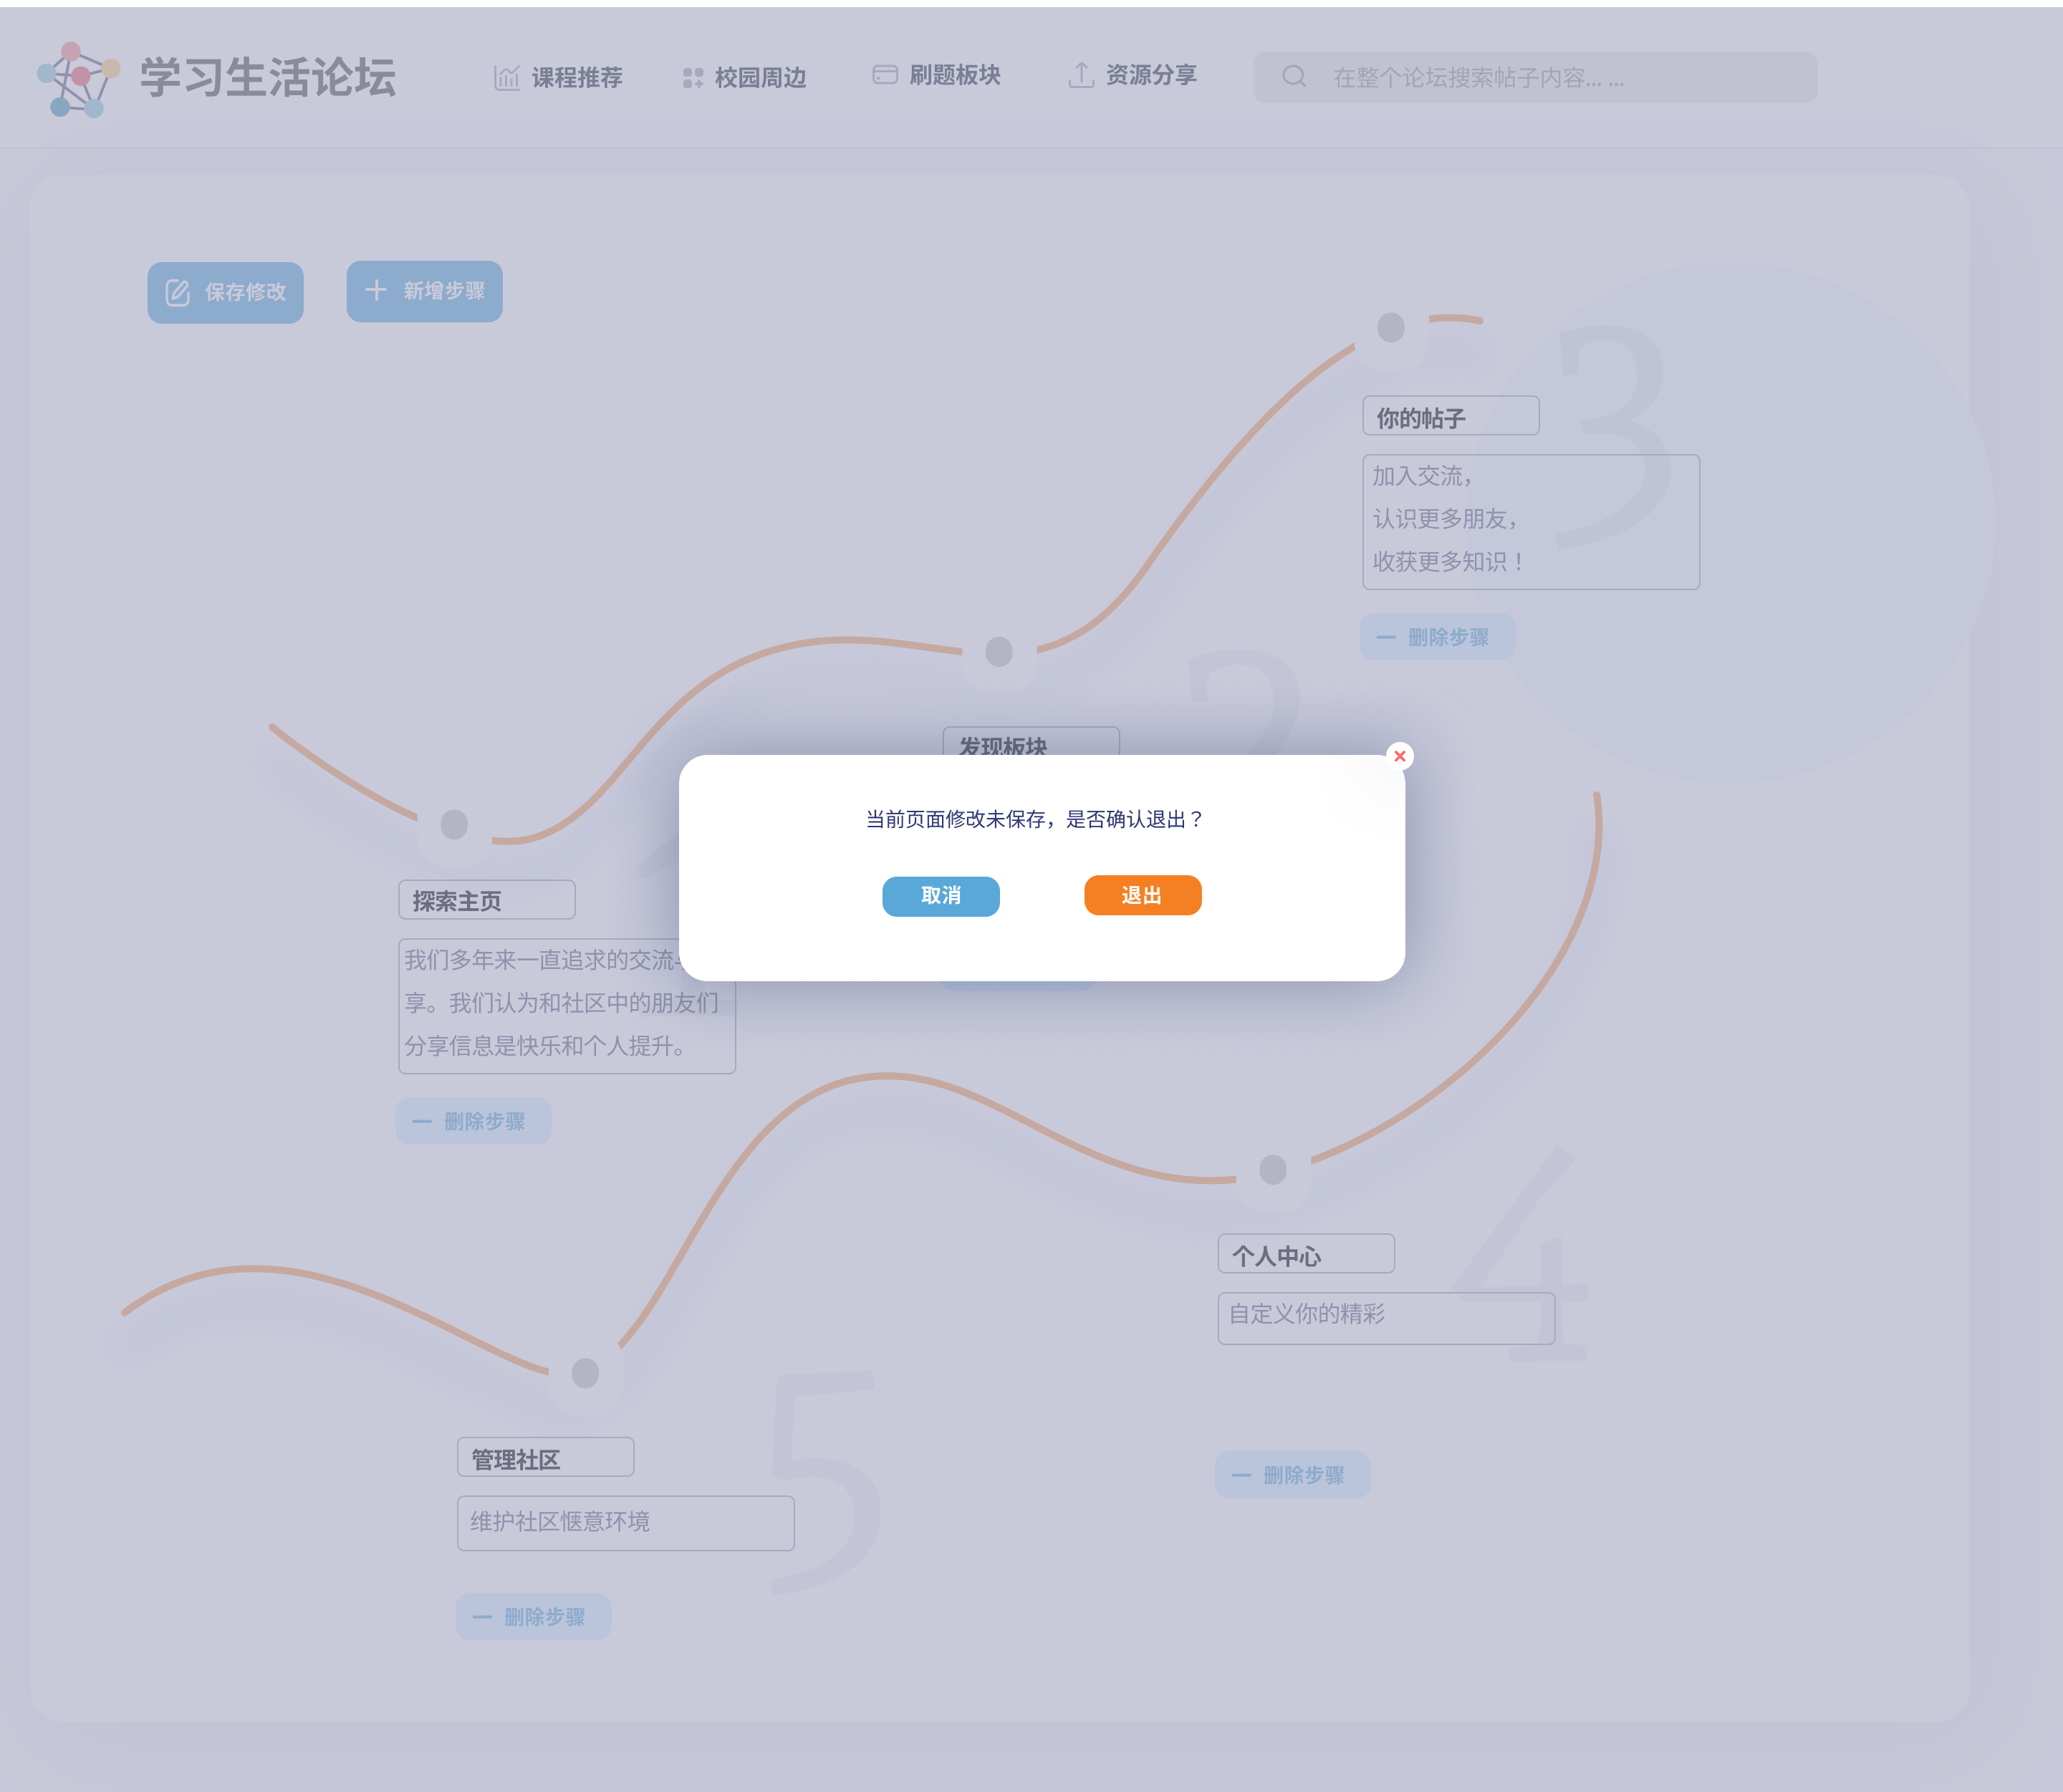 学习生活论坛
课程推荐
校园周边
刷题板块
资源分享
在整个论坛搜索帖子内容... ...
保存修改
新增步骤
3
你的帖子
加入交流，
认识更多朋友，
收获更多知识！
删除步骤
2
发现板块
当前页面修改未保存，是否确认退出？
取消
退出
探索主页
我们多年来一直追求的交流
享。我们认为和社区中的朋友们
分享信息是快乐和个人提升。
删除步骤
4
个人中心
自定义你的精彩
删除步骤
5
管理社区
维护社区惬意环境
删除步骤